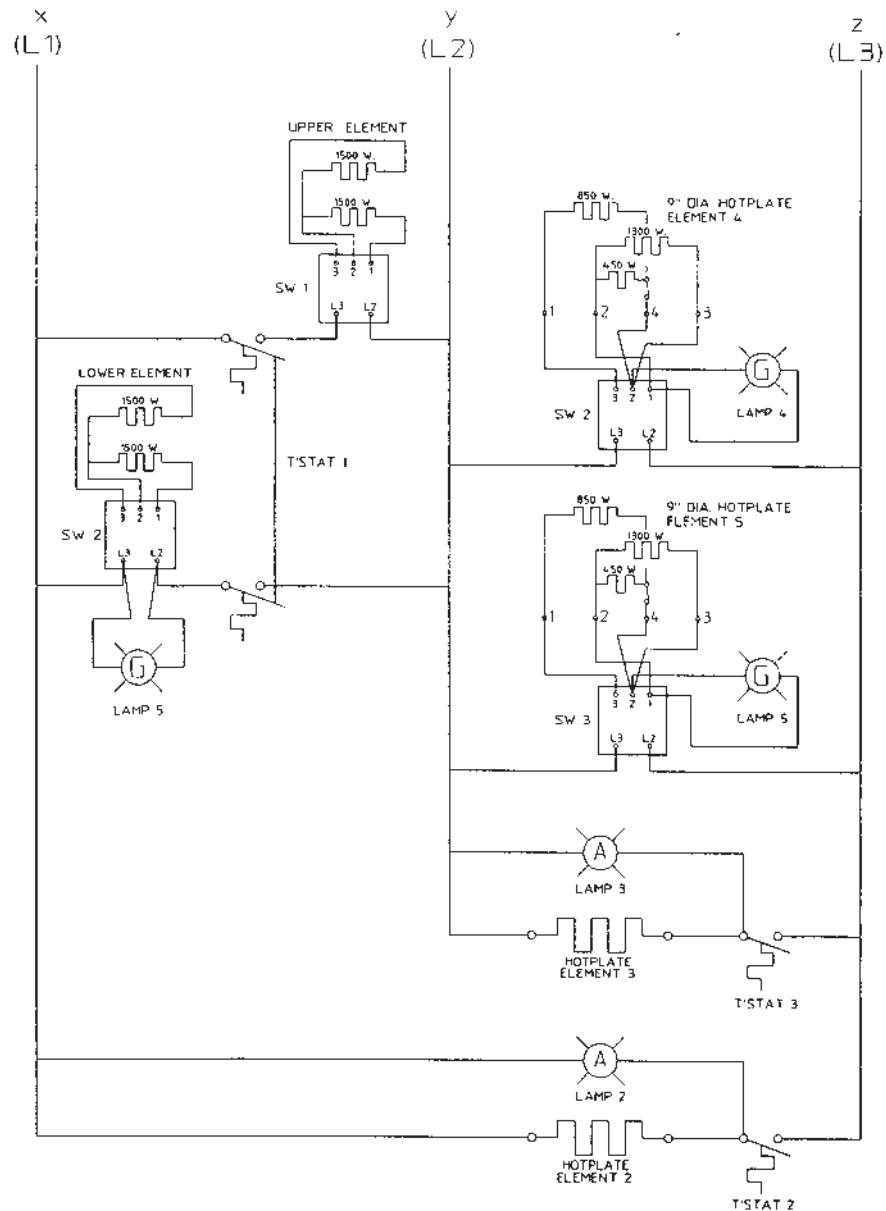 X
(L1)
Y
(L2)
Z
(L3)
UPPER ELEMENT
1500 W.
1500 W.
3 2 1
SW 1
L3 L2
850 W.
9" DIA. HOTPLATE
ELEMENT 4
1300 W.
450 W
1 2 4 3
3 2 1
SW 2
L3 L2
G
LAMP 4
LOWER ELEMENT
1500 W
1500 W.
3 2 1
SW 2
L3 L2
T'STAT 1
G
LAMP 5
850 W.
9" DIA. HOTPLATE
ELEMENT 5
1300 W.
450 W
1 2 4 3
3 2 1
SW 3
L3 L2
G
LAMP 5
A
LAMP 3
HOTPLATE
ELEMENT 3
T'STAT 3
A
LAMP 2
HOTPLATE
ELEMENT 2
T'STAT 2